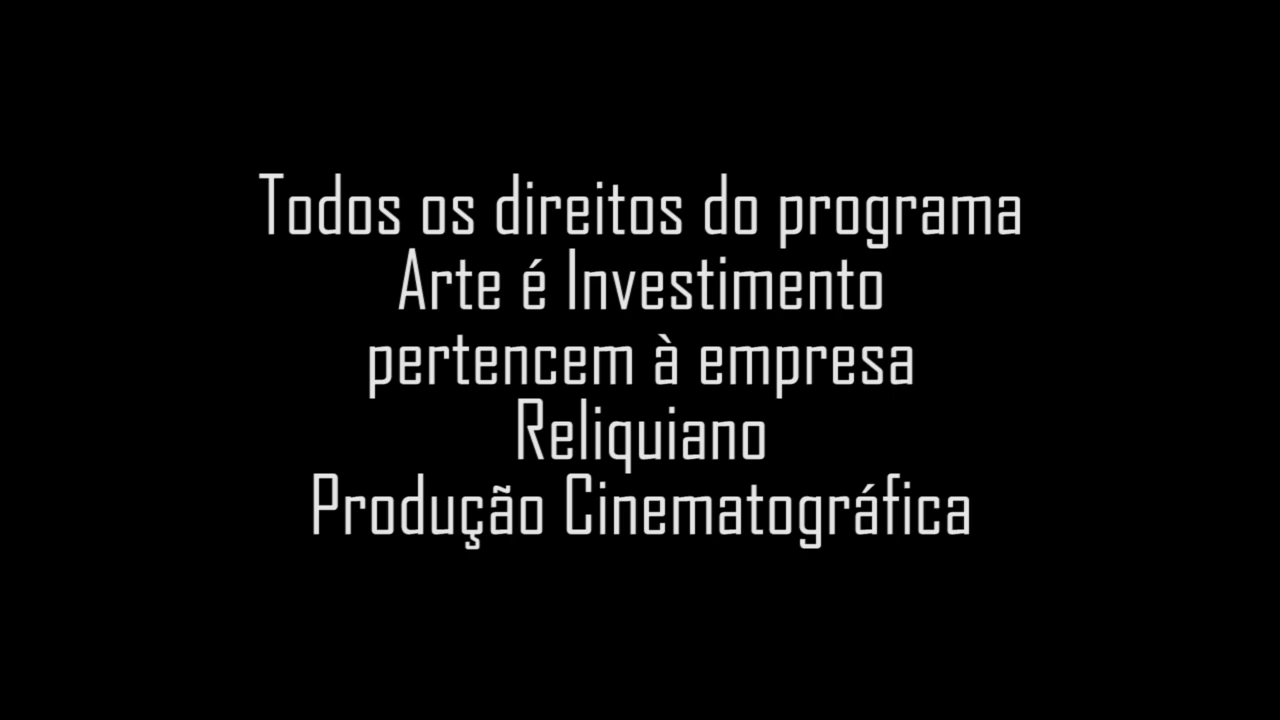 Todos os direitos do programa
Arte é Investimento
pertencem à empresa
Reliquiano
Produção Cinematográfica